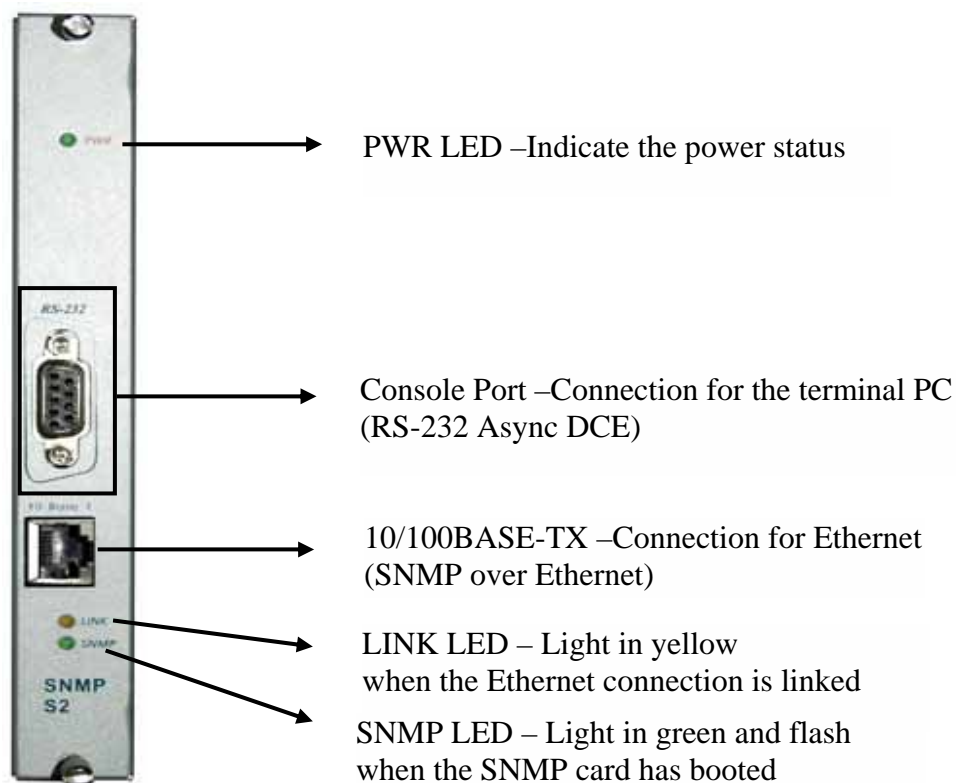 PWR
PWR LED –Indicate the power status
RS-232
Console Port –Connection for the terminal PC
(RS-232 Async DCE)
10/100BASE-TX –Connection for Ethernet
(SNMP over Ethernet)
LINK
LINK LED – Light in yellow
when the Ethernet connection is linked
SNMP
SNMP LED – Light in green and flash
when the SNMP card has booted
SNMP
S2